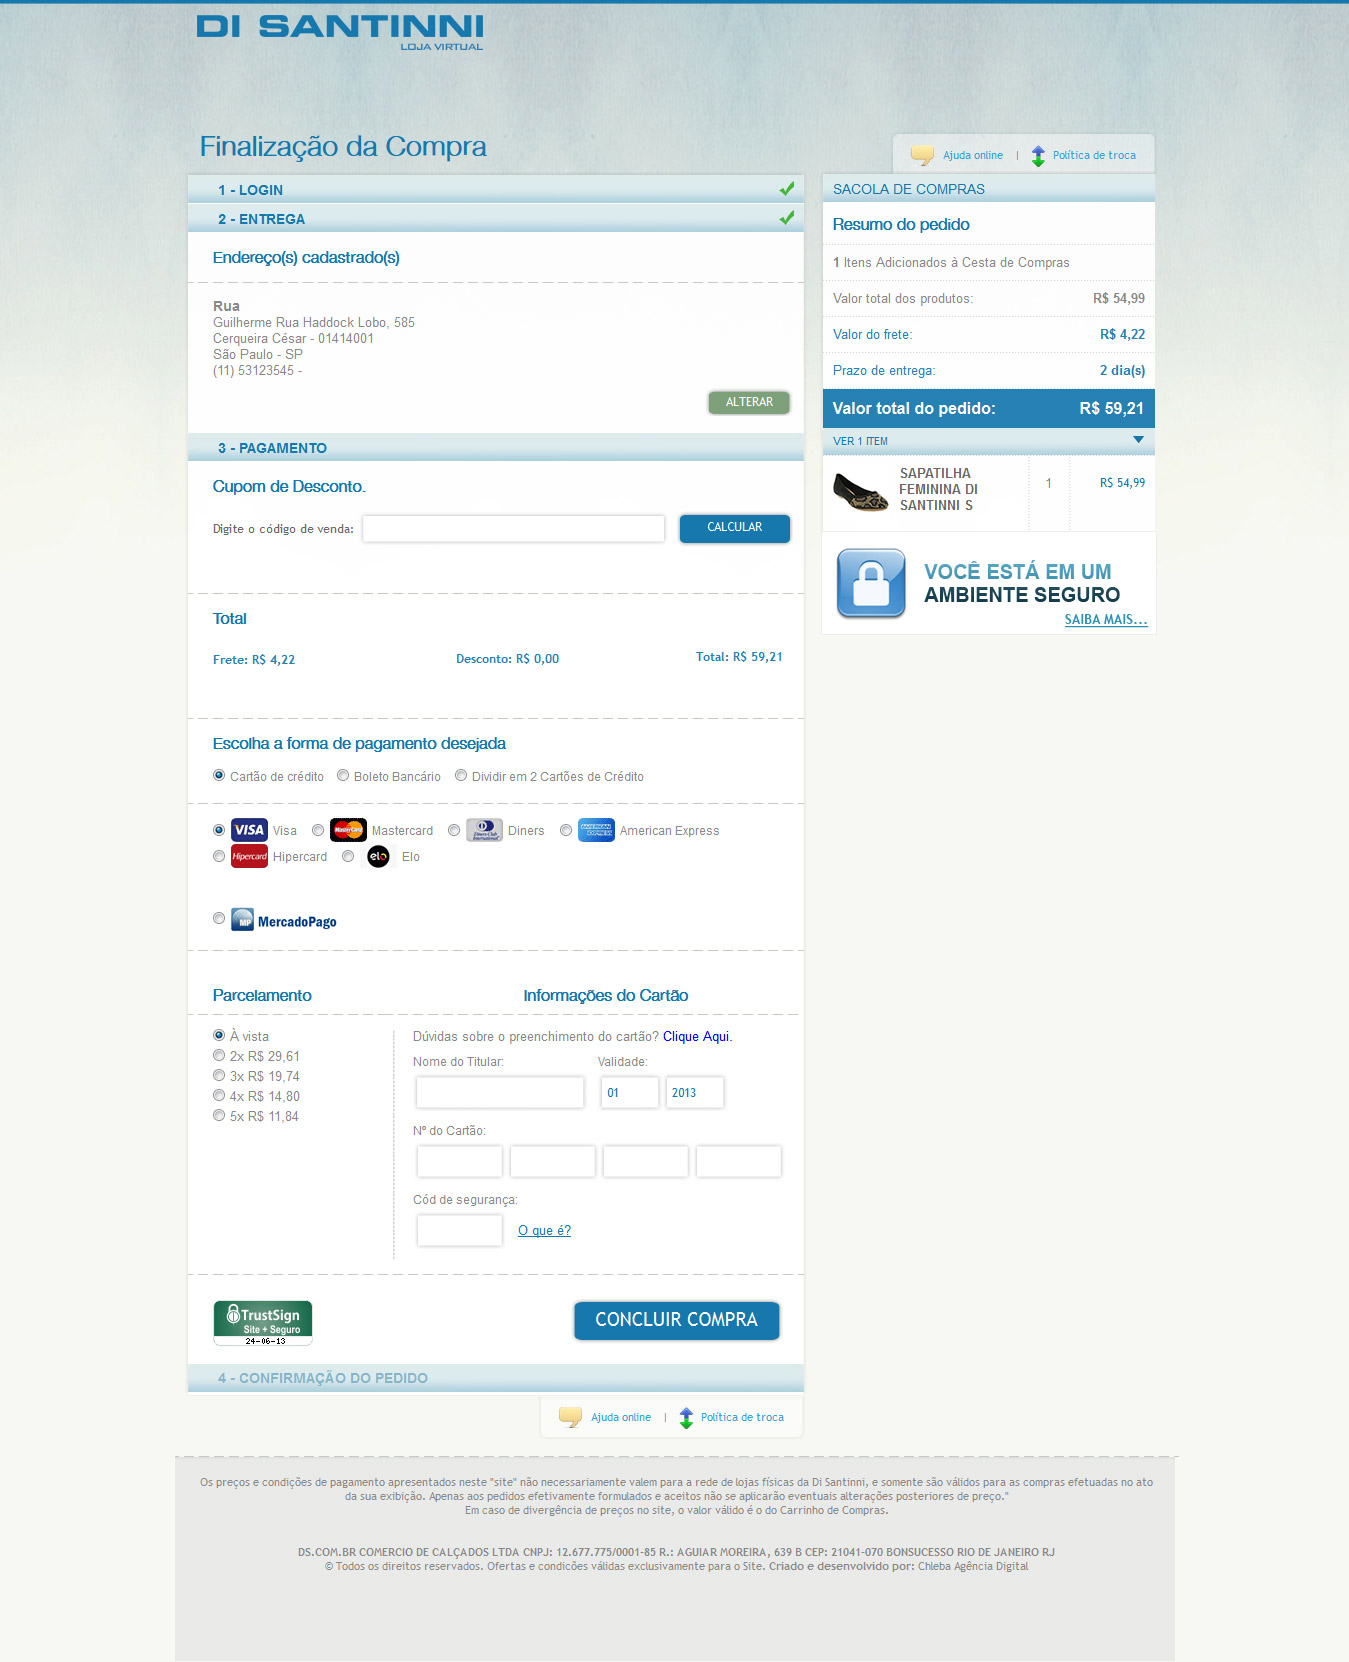 DI SANTINNI
LOJA VIRTUAL
Finalização da Compra
Ajuda online | Política de troca
1 - LOGIN
2 - ENTREGA
Endereço(s) cadastrado(s)
Rua
Guilherme Rua Haddock Lobo, 585
Cerqueira César - 01414001
São Paulo - SP
(11) 53123545 -
ALTERAR
SACOLA DE COMPRAS
Resumo do pedido
1 Itens Adicionados à Cesta de Compras
Valor total dos produtos: R$ 54,99
Valor do frete: R$ 4,22
Prazo de entrega: 2 dia(s)
Valor total do pedido: R$ 59,21
VER 1 ITEM
SAPATILHA
FEMININA DI
SANTINNI S
1
R$ 54,99
VOCÊ ESTÁ EM UM
AMBIENTE SEGURO
SAIBA MAIS...
3 - PAGAMENTO
Cupom de Desconto.
Digite o código de venda:
CALCULAR
Total
Frete: R$ 4,22 Desconto: R$ 0,00 Total: R$ 59,21
Escolha a forma de pagamento desejada
Cartão de crédito Boleto Bancário Dividir em 2 Cartões de Crédito
VISA Visa MasterCard Mastercard Diners Club International Diners AMERICAN EXPRESS American Express
Hipercard Hipercard elo Elo
MP MercadoPago
Parcelamento
À vista
2x R$ 29,61
3x R$ 19,74
4x R$ 14,80
5x R$ 11,84
Informações do Cartão
Dúvidas sobre o preenchimento do cartão? Clique Aqui.
Nome do Titular: Validade:
01 2013
Nº do Cartão:
Cód de segurança:
O que é?
TrustSign
Site + Seguro
24-06-13
CONCLUIR COMPRA
4 - CONFIRMAÇÃO DO PEDIDO
Ajuda online | Política de troca
Os preços e condições de pagamento apresentados neste "site" não necessariamente valem para a rede de lojas físicas da Di Santinni, e somente são válidos para as compras efetuadas no ato
da sua exibição. Apenas aos pedidos efetivamente formulados e aceitos não se aplicarão eventuais alterações posteriores de preço."
Em caso de divergência de preços no site, o valor válido é o do Carrinho de Compras.
DS.COM.BR COMERCIO DE CALÇADOS LTDA CNPJ: 12.677.775/0001-85 R.: AGUIAR MOREIRA, 639 B CEP: 21041-070 BONSUCESSO RIO DE JANEIRO RJ
© Todos os direitos reservados. Ofertas e condicões válidas exclusivamente para o Site. Criado e desenvolvido por: Chleba Agência Digital